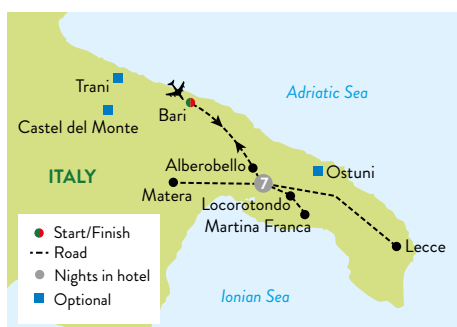 Trani
Adriatic Sea
Bari
Castel del Monte
Alberobello
Ostuni
ITALY
7
Matera
Locorotondo
Martina Franca
Lecce
Start/Finish
Road
Nights in hotel
Optional
Ionian Sea